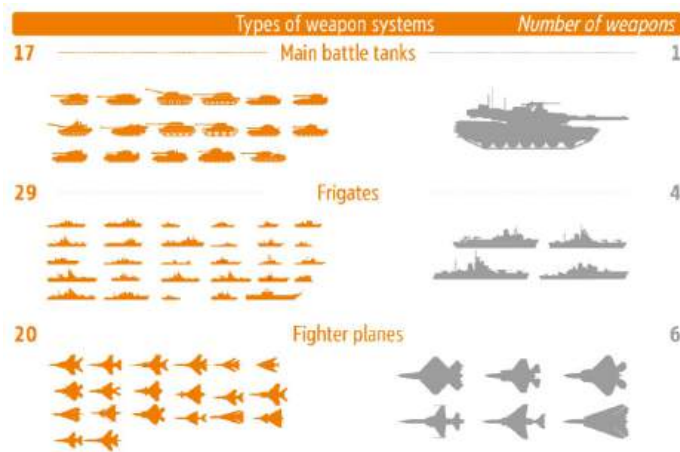 Types of weapon systems Number of weapons
17 Main battle tanks 1
29 Frigates 4
20 Fighter planes 6